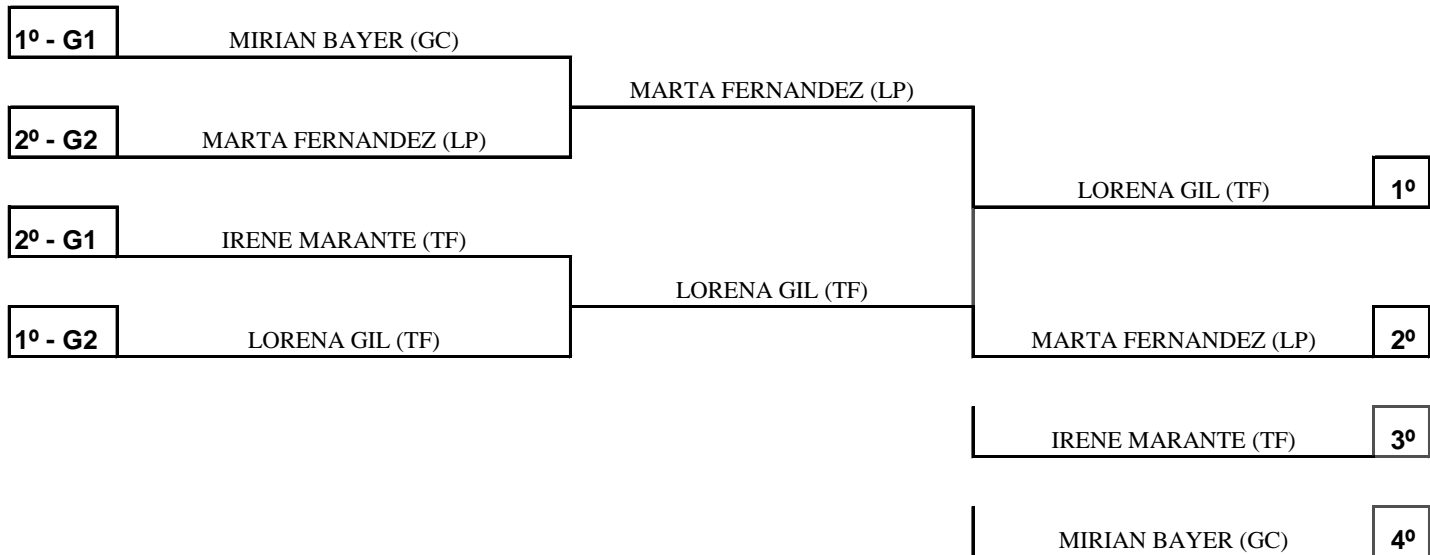 1º - G1 MIRIAN BAYER (GC)
MARTA FERNANDEZ (LP)
2º - G2 MARTA FERNANDEZ (LP)
LORENA GIL (TF) 1º
2º - G1 IRENE MARANTE (TF)
LORENA GIL (TF)
1º - G2 LORENA GIL (TF)
MARTA FERNANDEZ (LP) 2º
IRENE MARANTE (TF) 3º
MIRIAN BAYER (GC) 4º